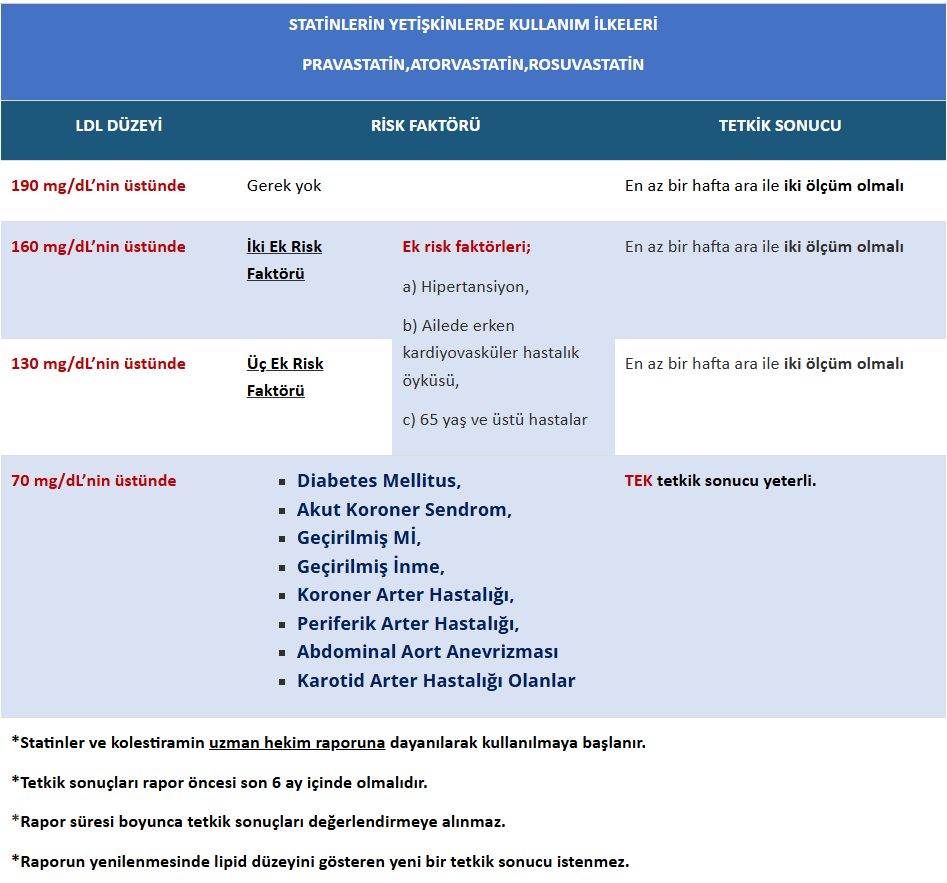 STATİNLERİN YETİŞKİNLERDE KULLANIM İLKELERİ
PRAVASTATİN,ATORVASTATİN,ROSUVASTATİN
LDL DÜZEYİ
RİSK FAKTÖRÜ
TETKİK SONUCU
190 mg/dL’nin üstünde
Gerek yok
En az bir hafta ara ile iki ölçüm olmalı
160 mg/dL’nin üstünde
İki Ek Risk
Faktörü
Ek risk faktörleri;
a) Hipertansiyon,
b) Ailede erken
kardiyovasküler hastalık
öyküsü,
c) 65 yaş ve üstü hastalar
En az bir hafta ara ile iki ölçüm olmalı
130 mg/dL’nin üstünde
Üç Ek Risk
Faktörü
En az bir hafta ara ile iki ölçüm olmalı
70 mg/dL’nin üstünde
▪ Diabetes Mellitus,
▪ Akut Koroner Sendrom,
▪ Geçirilmiş Mİ,
▪ Geçirilmiş İnme,
▪ Koroner Arter Hastalığı,
▪ Periferik Arter Hastalığı,
▪ Abdominal Aort Anevrizması
▪ Karotid Arter Hastalığı Olanlar
TEK tetkik sonucu yeterli.
*Statinler ve kolestiramin uzman hekim raporuna dayanılarak kullanılmaya başlanır.
*Tetkik sonuçları rapor öncesi son 6 ay içinde olmalıdır.
*Rapor süresi boyunca tetkik sonuçları değerlendirmeye alınmaz.
*Raporun yenilenmesinde lipid düzeyini gösteren yeni bir tetkik sonucu istenmez.